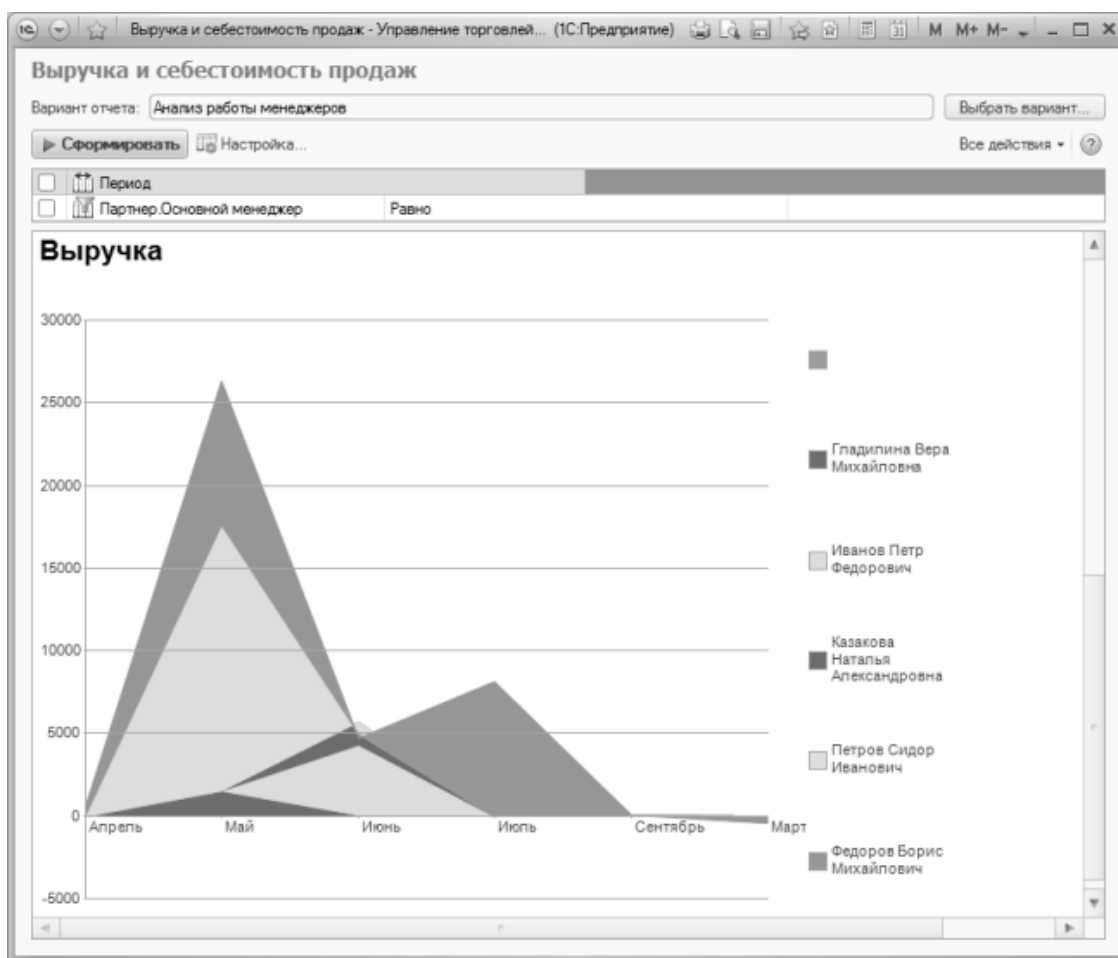 Выручка и себестоимость продаж - Управление торговлей... (1С:Предприятие) M M+ M-
Выручка и себестоимость продаж
Вариант отчета: Анализ работы менеджеров Выбрать вариант...
Сформировать Настройка... Все действия
Период
Партнер.Основной менеджер Равно
Выручка
30000
25000
20000
15000
10000
5000
0
-5000
Апрель Май Июнь Июль Сентябрь Март
Гладилина Вера
Михайловна
Иванов Петр
Федорович
Казакова
Наталья
Александровна
Петров Сидор
Иванович
Федоров Борис
Михайлович